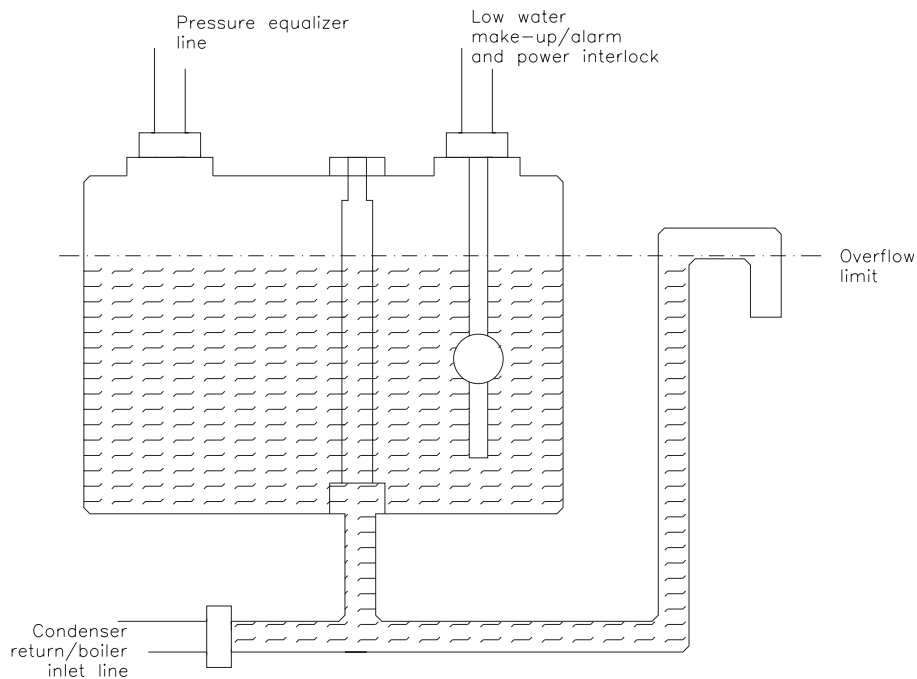 Pressure equalizer
line
Low water
make-up/alarm
and power interlock
Overflow
limit
Condenser
return/boiler
inlet line